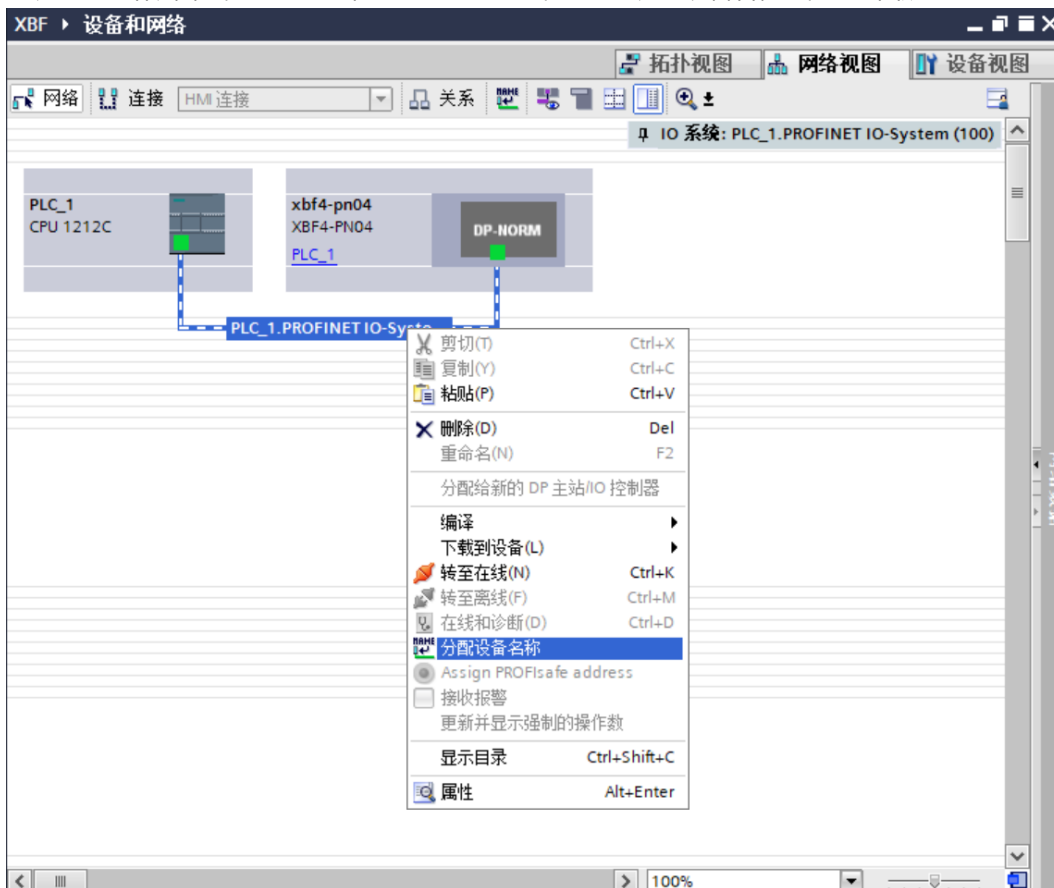 XBF ▸ 设备和网络
拓扑视图 网络视图 设备视图
网络 连接 HMI 连接 关系
IO 系统: PLC_1.PROFINET IO-System (100)
PLC_1
CPU 1212C
xbf4-pn04
XBF4-PN04
PLC_1
DP-NORM
PLC_1.PROFINET IO-Syste...
剪切(T) Ctrl+X
复制(Y) Ctrl+C
粘贴(P) Ctrl+V
删除(D) Del
重命名(N) F2
分配给新的 DP 主站/IO 控制器
编译
下载到设备(L)
转至在线(N) Ctrl+K
转至离线(F) Ctrl+M
在线和诊断(D) Ctrl+D
分配设备名称
Assign PROFIsafe address
接收报警
更新并显示强制的操作数
显示目录 Ctrl+Shift+C
属性 Alt+Enter
100%